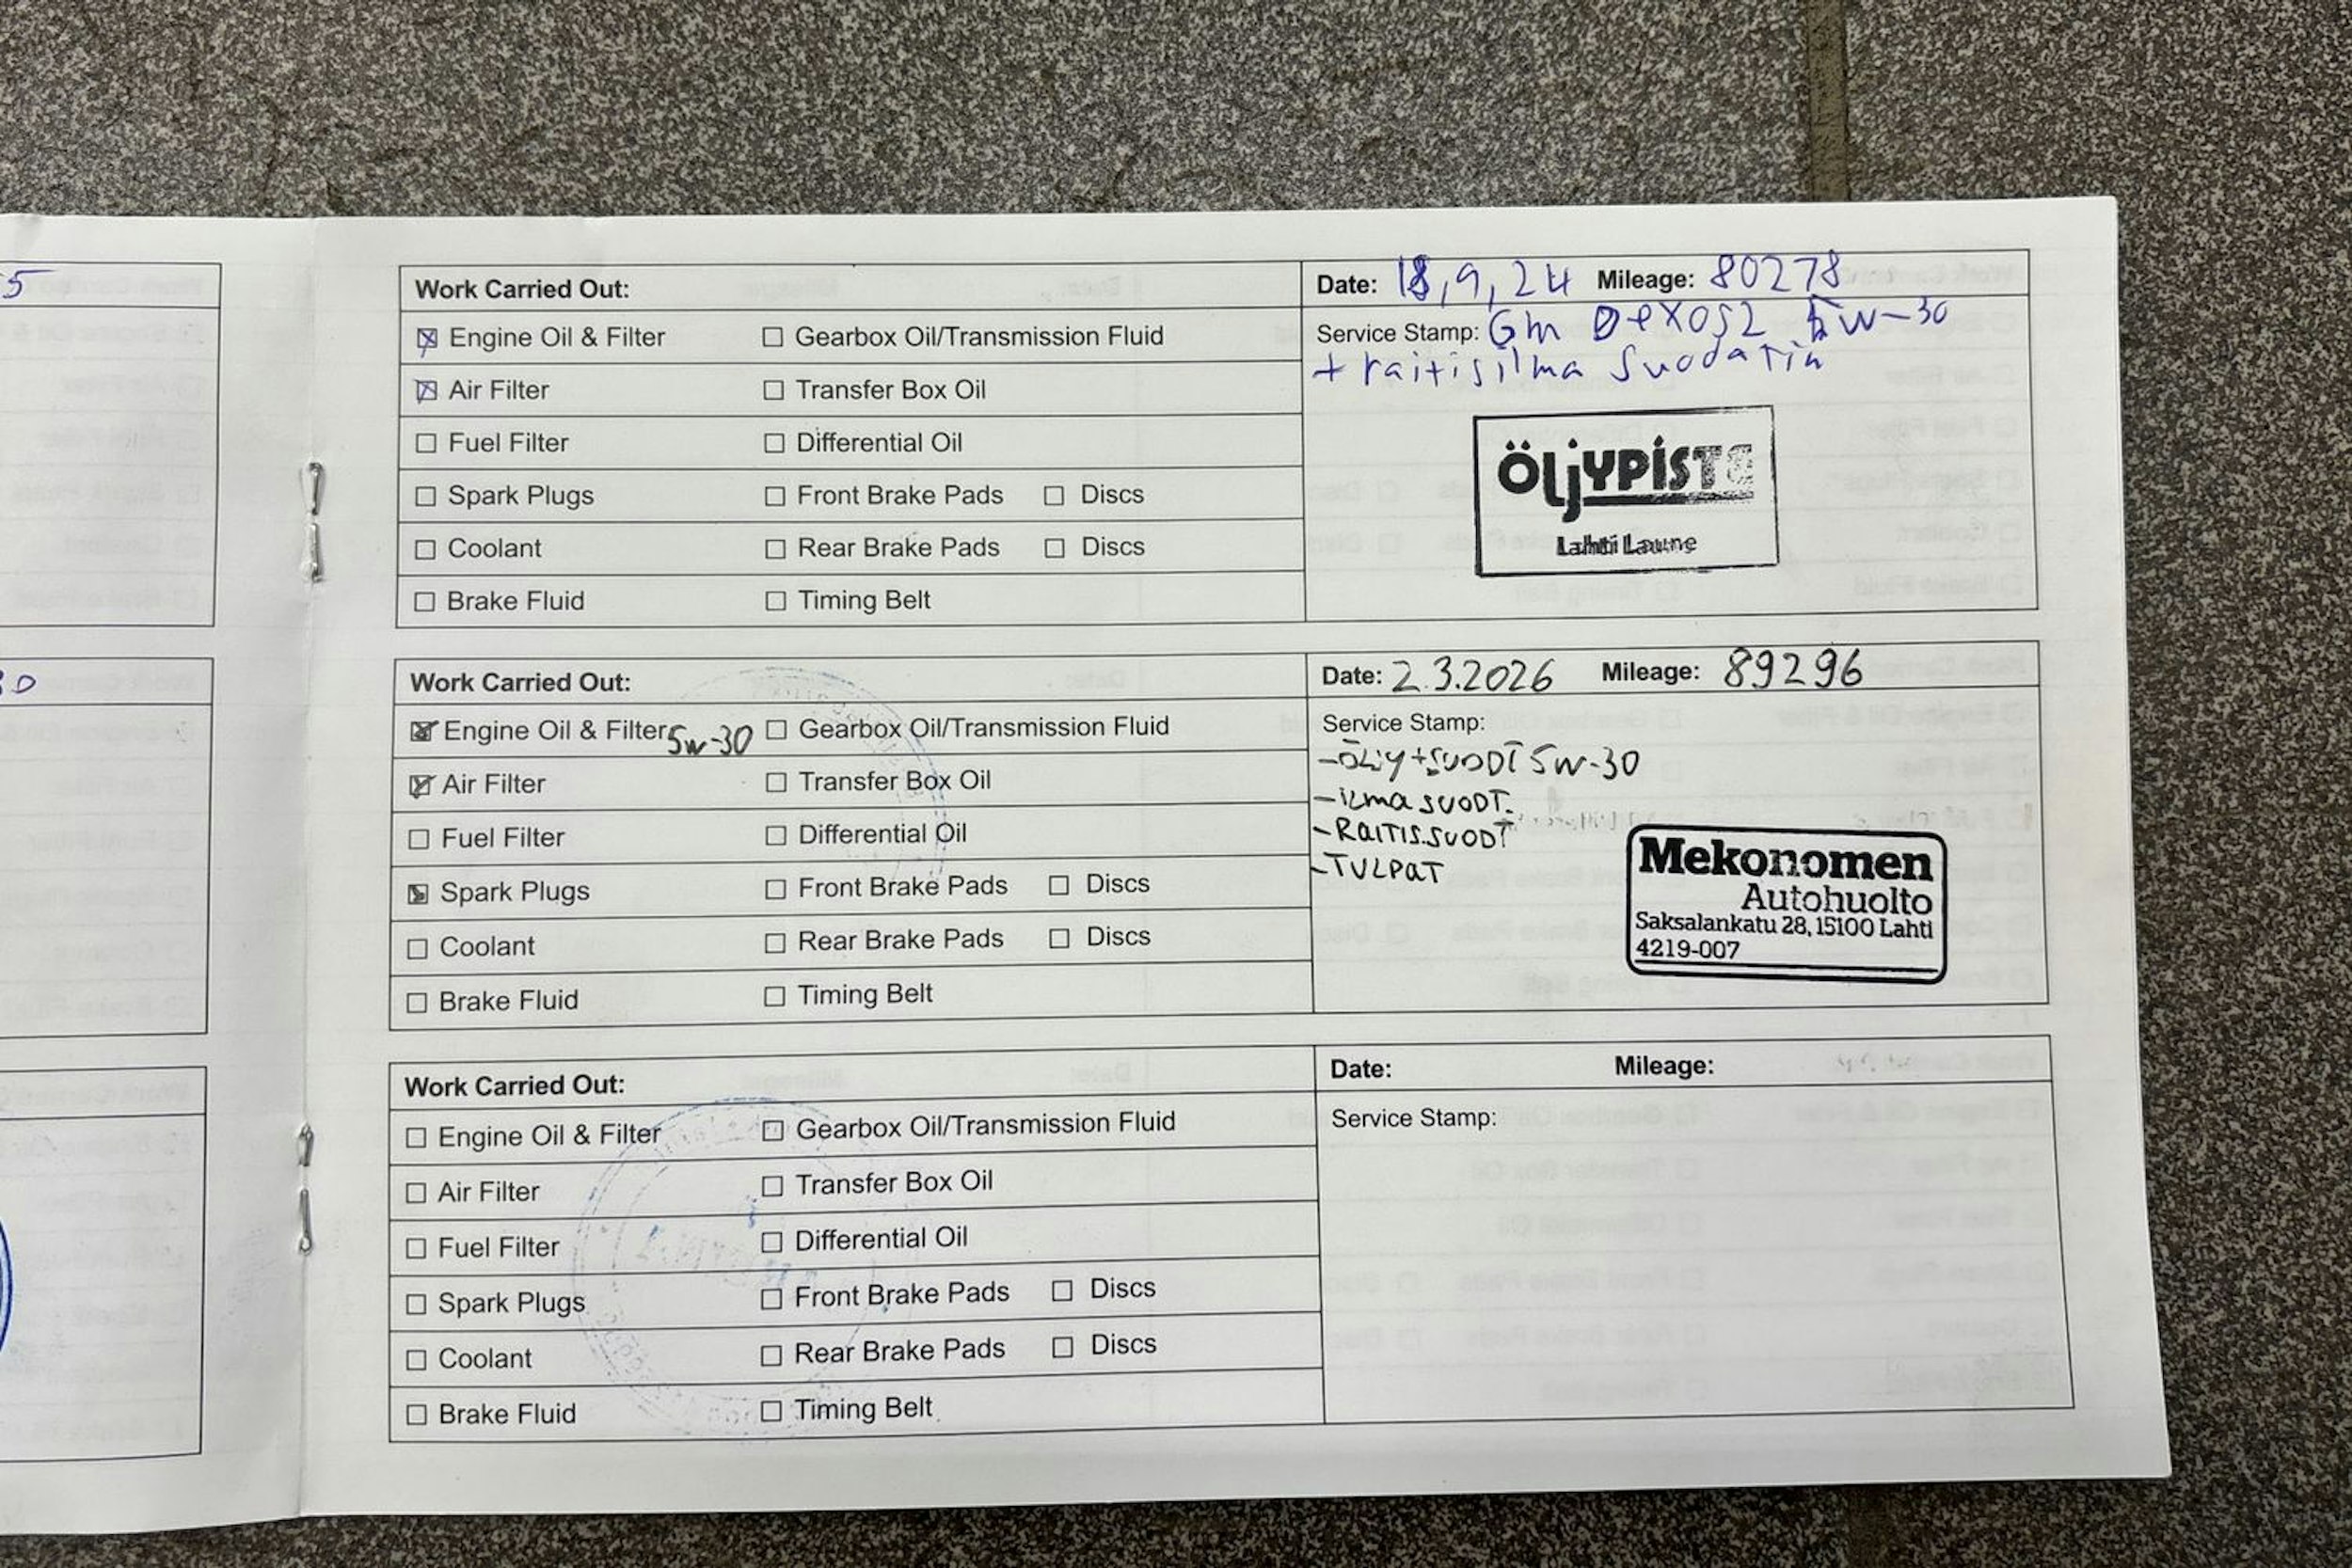 5
Work Carried Out:
Date: 18,9,24 Mileage: 80278
☒ Engine Oil & Filter ☐ Gearbox Oil/Transmission Fluid
Service Stamp: Gm Dexos2 5w-30
+ raitisilma suodatin
☒ Air Filter ☐ Transfer Box Oil
☐ Fuel Filter ☐ Differential Oil
☐ Spark Plugs ☐ Front Brake Pads ☐ Discs
☐ Coolant ☐ Rear Brake Pads ☐ Discs
☐ Brake Fluid ☐ Timing Belt
ÖLJYPISTE
Lahti Laune
Work Carried Out:
Date: 2.3.2026 Mileage: 89296
☒ Engine Oil & Filter 5w-30 ☐ Gearbox Oil/Transmission Fluid
☒ Air Filter ☐ Transfer Box Oil
☐ Fuel Filter ☐ Differential Oil
☒ Spark Plugs ☐ Front Brake Pads ☐ Discs
☐ Coolant ☐ Rear Brake Pads ☐ Discs
☐ Brake Fluid ☐ Timing Belt
Service Stamp:
-ÖLJY+SUODT 5W-30
-ILMASUODT.
-RAITIS.SUODT
-TULPAT
Mekonomen
Autohuolto
Saksalankatu 28, 15100 Lahti
4219-007
Work Carried Out:
Date: Mileage:
☐ Engine Oil & Filter ☐ Gearbox Oil/Transmission Fluid
☐ Air Filter ☐ Transfer Box Oil
☐ Fuel Filter ☐ Differential Oil
☐ Spark Plugs ☐ Front Brake Pads ☐ Discs
☐ Coolant ☐ Rear Brake Pads ☐ Discs
☐ Brake Fluid ☐ Timing Belt
Service Stamp: